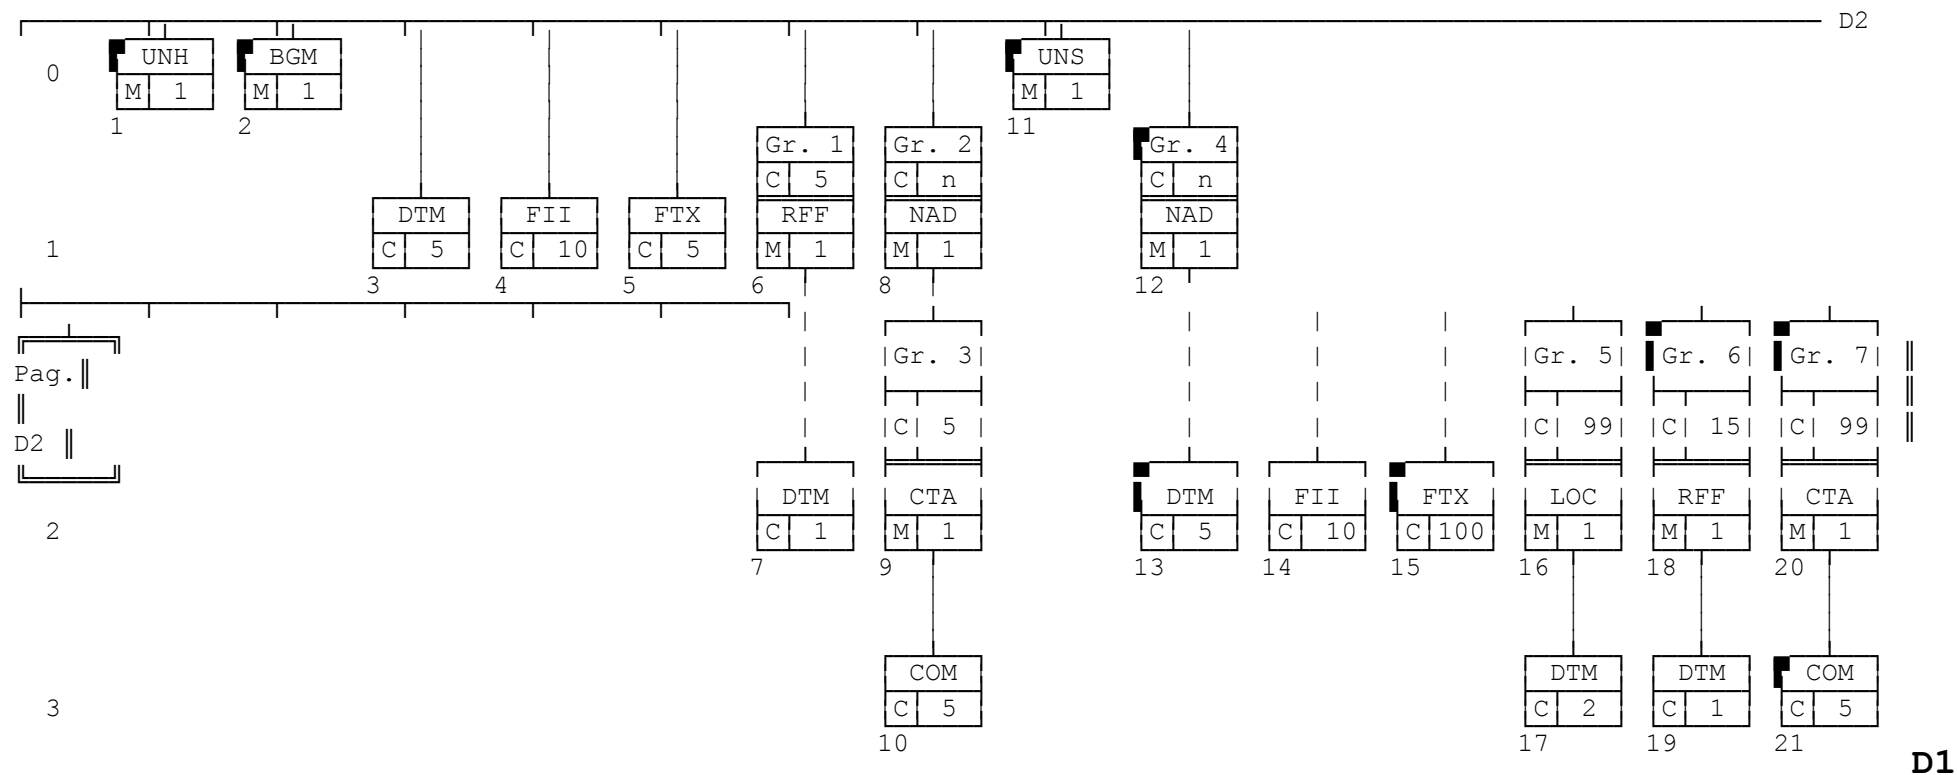 D2
UNH BGM UNS
0
M 1 M 1 M 1
1 2 11
Gr. 1 Gr. 2 Gr. 4
C 5 C n C n
DTM FII FTX RFF NAD NAD
1 C 5 C 10 C 5 M 1 M 1 M 1
3 4 5 6 8 12
Gr. 3 Gr. 5 Gr. 6 Gr. 7
Pag.
C 5 C 99 C 15 C 99
D2
DTM CTA DTM FII FTX LOC RFF CTA
2 C 1 M 1 C 5 C 10 C 100 M 1 M 1 M 1
7 9 13 14 15 16 18 20
COM DTM DTM COM
3 C 5 C 2 C 1 C 5
10 17 19 21
D1